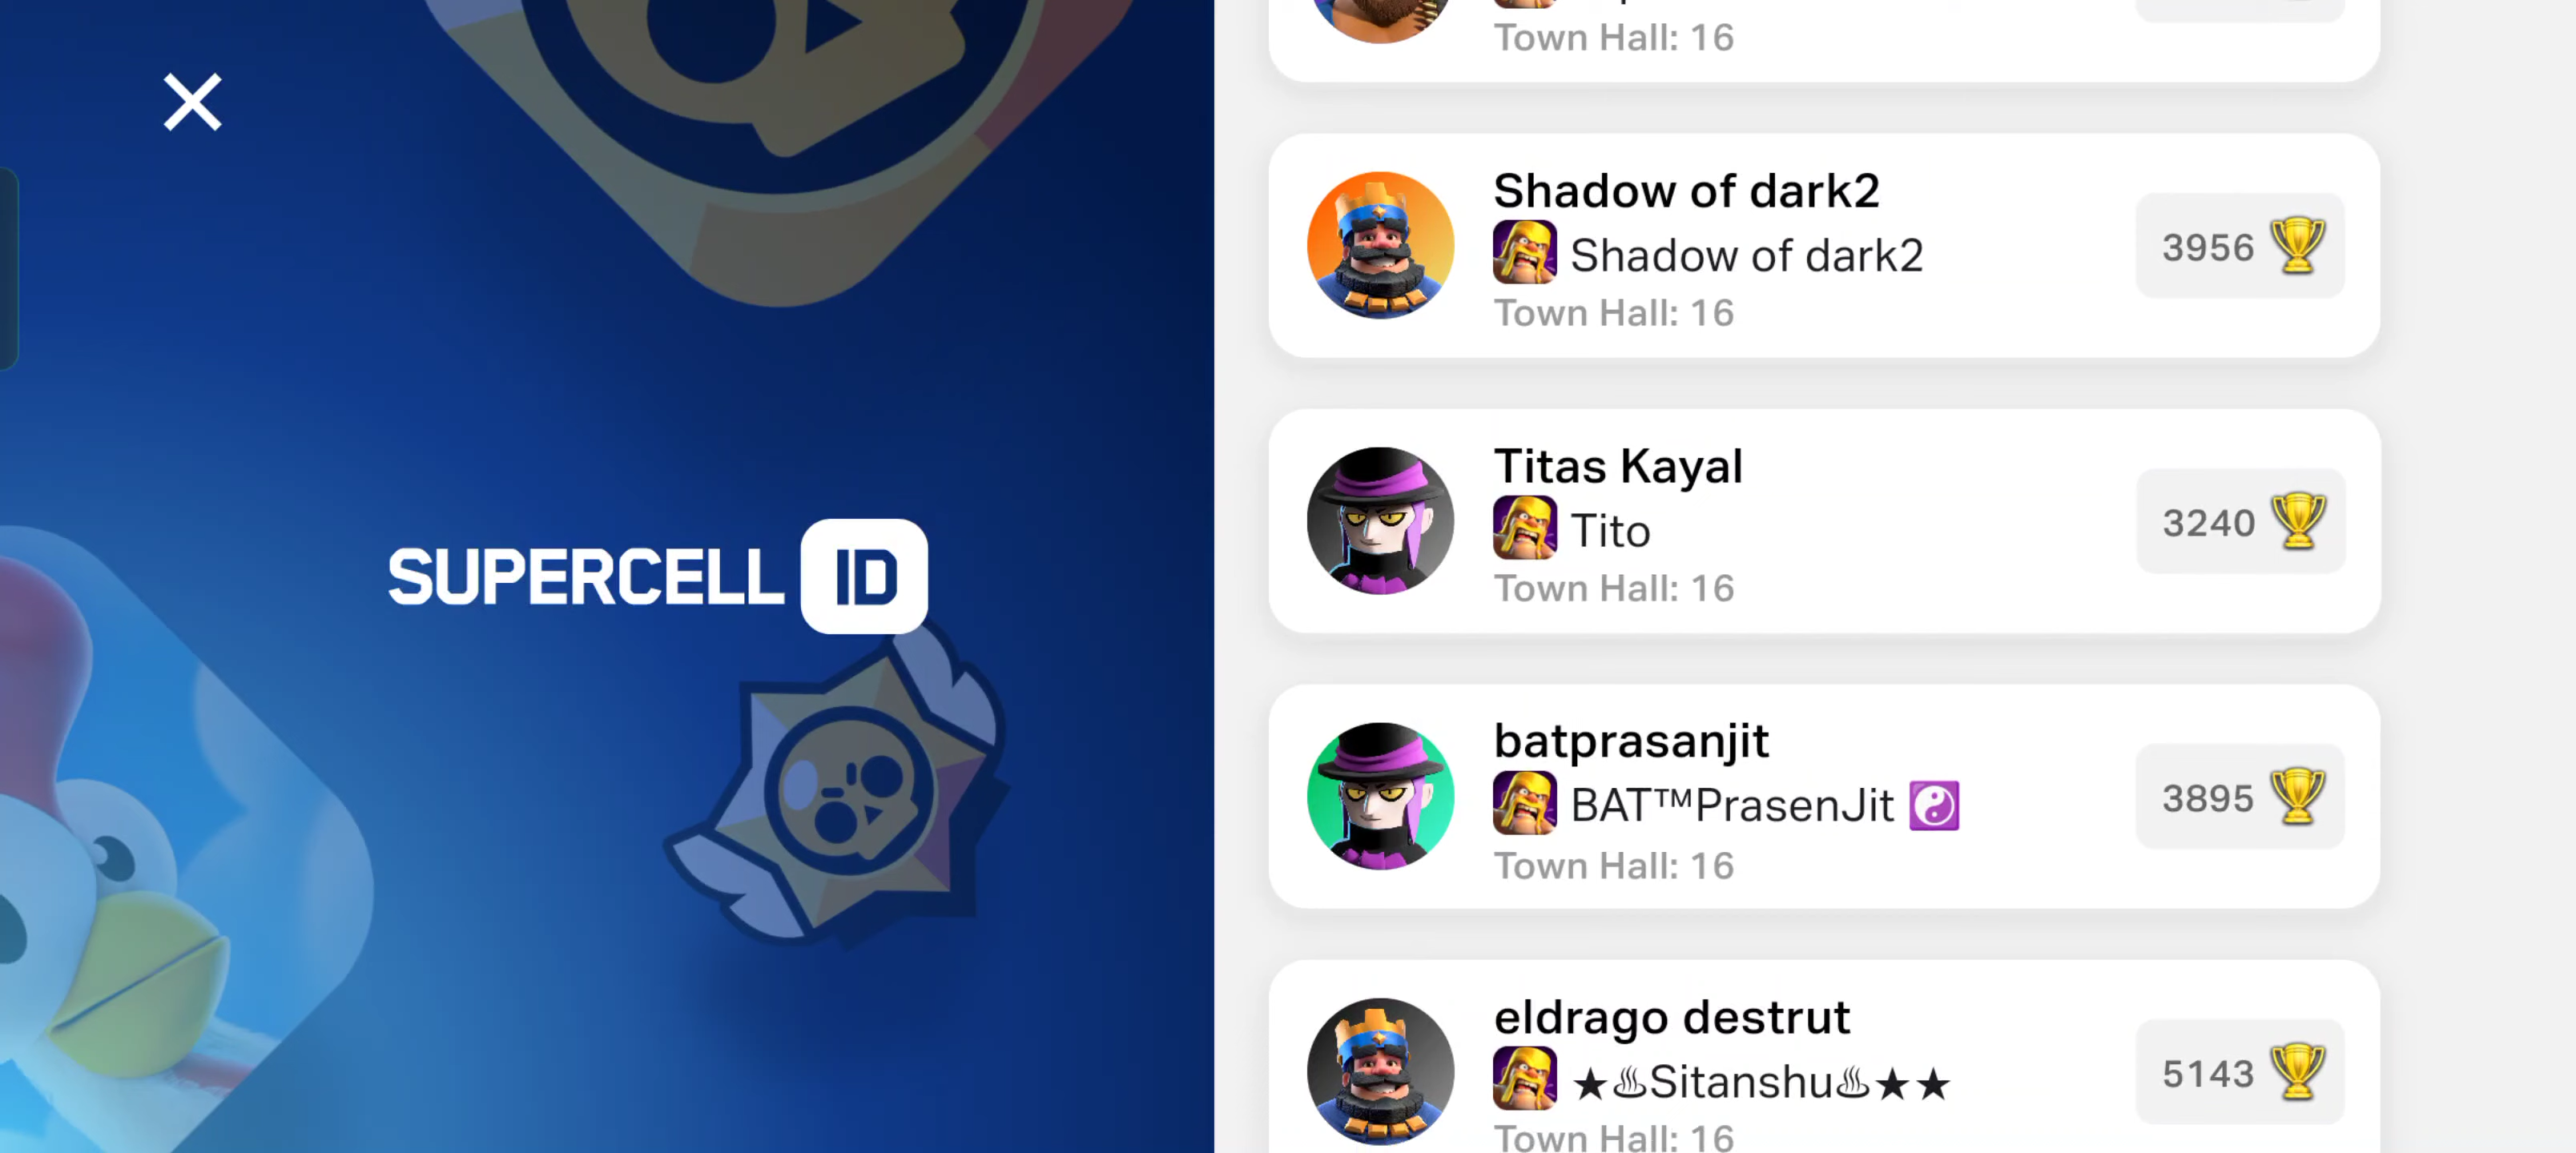 SUPERCELL ID
Town Hall: 16
Shadow of dark2
Shadow of dark2
Town Hall: 16
3956
Titas Kayal
Tito
Town Hall: 16
3240
batprasanjit
BAT™PrasenJit ☯
Town Hall: 16
3895
eldrago destrut
★♨Sitanshu♨★★
Town Hall: 16
5143